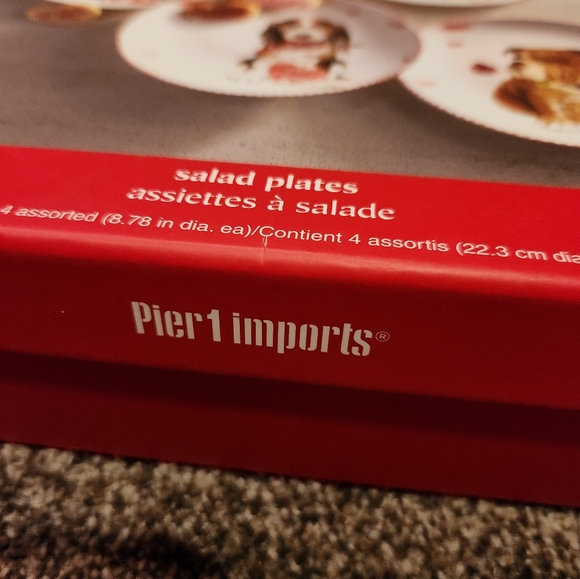 salad plates
assiettes à salade
4 assorted (8.78 in dia. ea)/Contient 4 assortis (22.3 cm dia
Pier1 imports®